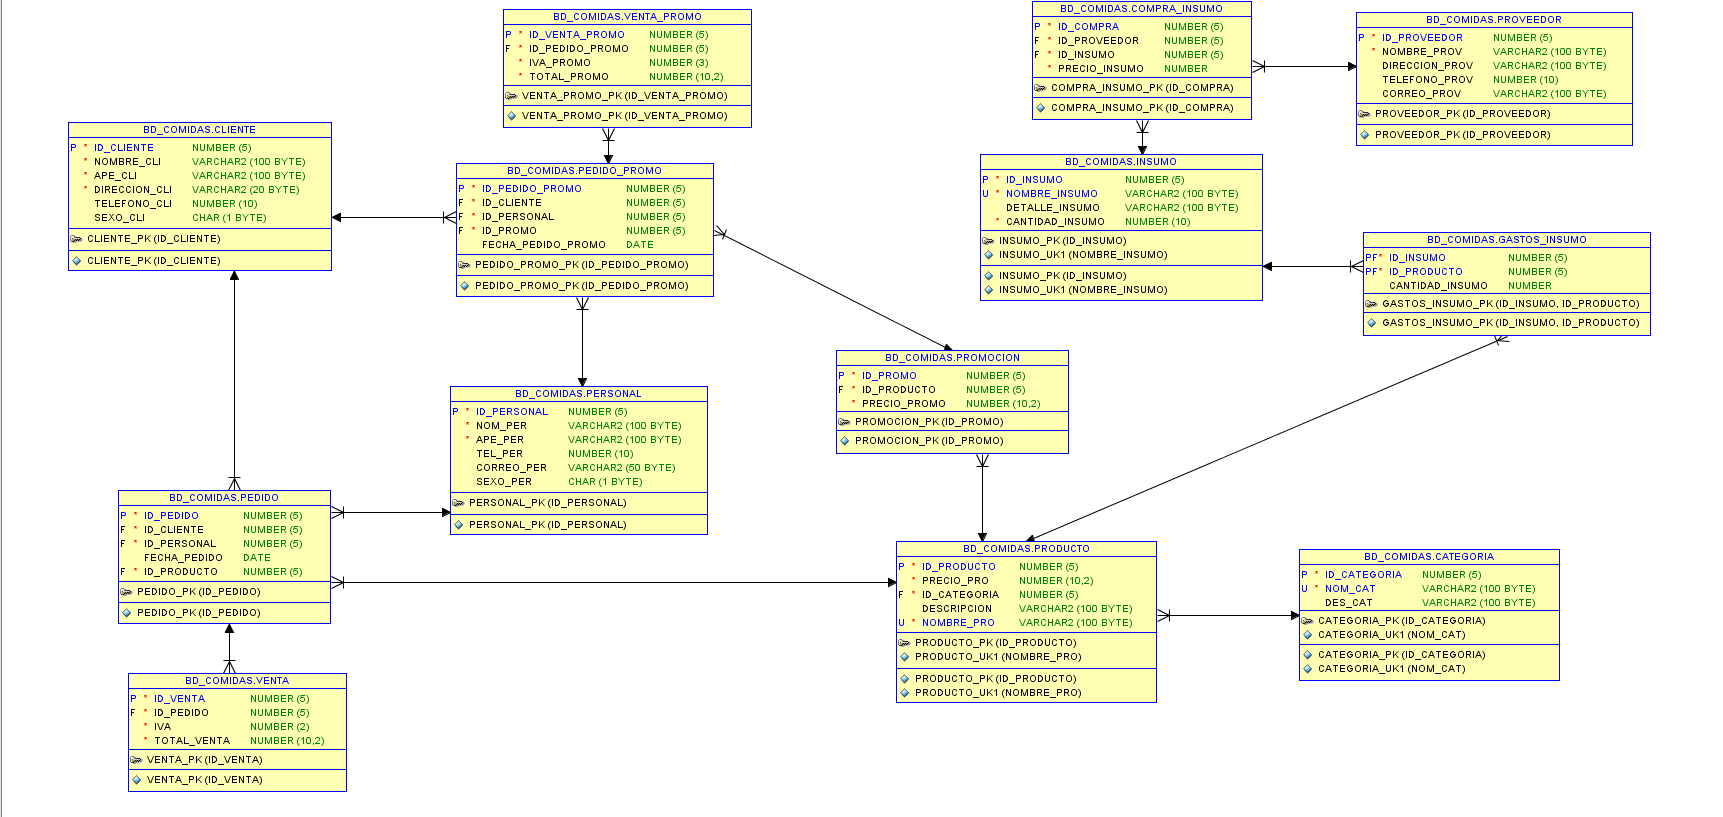 BD_COMIDAS.VENTA_PROMO
P * ID_VENTA_PROMO NUMBER (5)
F * ID_PEDIDO_PROMO NUMBER (5)
* IVA_PROMO NUMBER (3)
* TOTAL_PROMO NUMBER (10,2)
VENTA_PROMO_PK (ID_VENTA_PROMO)
VENTA_PROMO_PK (ID_VENTA_PROMO)
BD_COMIDAS.COMPRA_INSUMO
P * ID_COMPRA NUMBER (5)
F * ID_PROVEEDOR NUMBER (5)
F * ID_INSUMO NUMBER (5)
* PRECIO_INSUMO NUMBER
COMPRA_INSUMO_PK (ID_COMPRA)
COMPRA_INSUMO_PK (ID_COMPRA)
BD_COMIDAS.PROVEEDOR
P * ID_PROVEEDOR NUMBER (5)
* NOMBRE_PROV VARCHAR2 (100 BYTE)
DIRECCION_PROV VARCHAR2 (100 BYTE)
TELEFONO_PROV NUMBER (10)
CORREO_PROV VARCHAR2 (100 BYTE)
PROVEEDOR_PK (ID_PROVEEDOR)
PROVEEDOR_PK (ID_PROVEEDOR)
BD_COMIDAS.CLIENTE
P * ID_CLIENTE NUMBER (5)
* NOMBRE_CLI VARCHAR2 (100 BYTE)
* APE_CLI VARCHAR2 (100 BYTE)
* DIRECCION_CLI VARCHAR2 (20 BYTE)
TELEFONO_CLI NUMBER (10)
SEXO_CLI CHAR (1 BYTE)
CLIENTE_PK (ID_CLIENTE)
CLIENTE_PK (ID_CLIENTE)
BD_COMIDAS.PEDIDO_PROMO
P * ID_PEDIDO_PROMO NUMBER (5)
F * ID_CLIENTE NUMBER (5)
F * ID_PERSONAL NUMBER (5)
F * ID_PROMO NUMBER (5)
FECHA_PEDIDO_PROMO DATE
PEDIDO_PROMO_PK (ID_PEDIDO_PROMO)
PEDIDO_PROMO_PK (ID_PEDIDO_PROMO)
BD_COMIDAS.INSUMO
P * ID_INSUMO NUMBER (5)
U * NOMBRE_INSUMO VARCHAR2 (100 BYTE)
DETALLE_INSUMO VARCHAR2 (100 BYTE)
* CANTIDAD_INSUMO NUMBER (10)
INSUMO_PK (ID_INSUMO)
INSUMO_UK1 (NOMBRE_INSUMO)
INSUMO_PK (ID_INSUMO)
INSUMO_UK1 (NOMBRE_INSUMO)
BD_COMIDAS.GASTOS_INSUMO
PF* ID_INSUMO NUMBER (5)
PF* ID_PRODUCTO NUMBER (5)
CANTIDAD_INSUMO NUMBER
GASTOS_INSUMO_PK (ID_INSUMO, ID_PRODUCTO)
GASTOS_INSUMO_PK (ID_INSUMO, ID_PRODUCTO)
BD_COMIDAS.PROMOCION
P * ID_PROMO NUMBER (5)
F * ID_PRODUCTO NUMBER (5)
* PRECIO_PROMO NUMBER (10,2)
PROMOCION_PK (ID_PROMO)
PROMOCION_PK (ID_PROMO)
BD_COMIDAS.PERSONAL
P * ID_PERSONAL NUMBER (5)
* NOM_PER VARCHAR2 (100 BYTE)
* APE_PER VARCHAR2 (100 BYTE)
TEL_PER NUMBER (10)
CORREO_PER VARCHAR2 (50 BYTE)
SEXO_PER CHAR (1 BYTE)
PERSONAL_PK (ID_PERSONAL)
PERSONAL_PK (ID_PERSONAL)
BD_COMIDAS.PEDIDO
P * ID_PEDIDO NUMBER (5)
F * ID_CLIENTE NUMBER (5)
F * ID_PERSONAL NUMBER (5)
FECHA_PEDIDO DATE
F * ID_PRODUCTO NUMBER (5)
PEDIDO_PK (ID_PEDIDO)
PEDIDO_PK (ID_PEDIDO)
BD_COMIDAS.PRODUCTO
P * ID_PRODUCTO NUMBER (5)
* PRECIO_PRO NUMBER (10,2)
F * ID_CATEGORIA NUMBER (5)
DESCRIPCION VARCHAR2 (100 BYTE)
U * NOMBRE_PRO VARCHAR2 (100 BYTE)
PRODUCTO_PK (ID_PRODUCTO)
PRODUCTO_UK1 (NOMBRE_PRO)
PRODUCTO_PK (ID_PRODUCTO)
PRODUCTO_UK1 (NOMBRE_PRO)
BD_COMIDAS.CATEGORIA
P * ID_CATEGORIA NUMBER (5)
U * NOM_CAT VARCHAR2 (100 BYTE)
DES_CAT VARCHAR2 (100 BYTE)
CATEGORIA_PK (ID_CATEGORIA)
CATEGORIA_UK1 (NOM_CAT)
CATEGORIA_PK (ID_CATEGORIA)
CATEGORIA_UK1 (NOM_CAT)
BD_COMIDAS.VENTA
P * ID_VENTA NUMBER (5)
F * ID_PEDIDO NUMBER (5)
* IVA NUMBER (2)
* TOTAL_VENTA NUMBER (10,2)
VENTA_PK (ID_VENTA)
VENTA_PK (ID_VENTA)